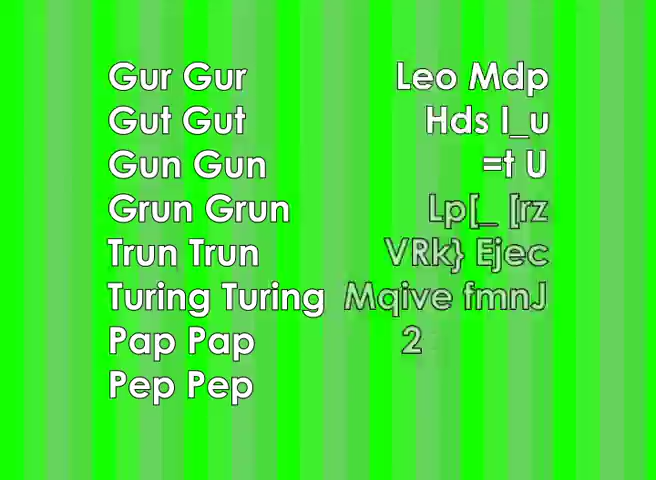 Gur Gur Leo Mdp
Gut Gut Hds I_u
Gun Gun =t U
Grun Grun Lp[_ [rz
Trun Trun VRk} Ejec
Turing Turing Mqive fmnJ
Pap Pap 2
Pep Pep